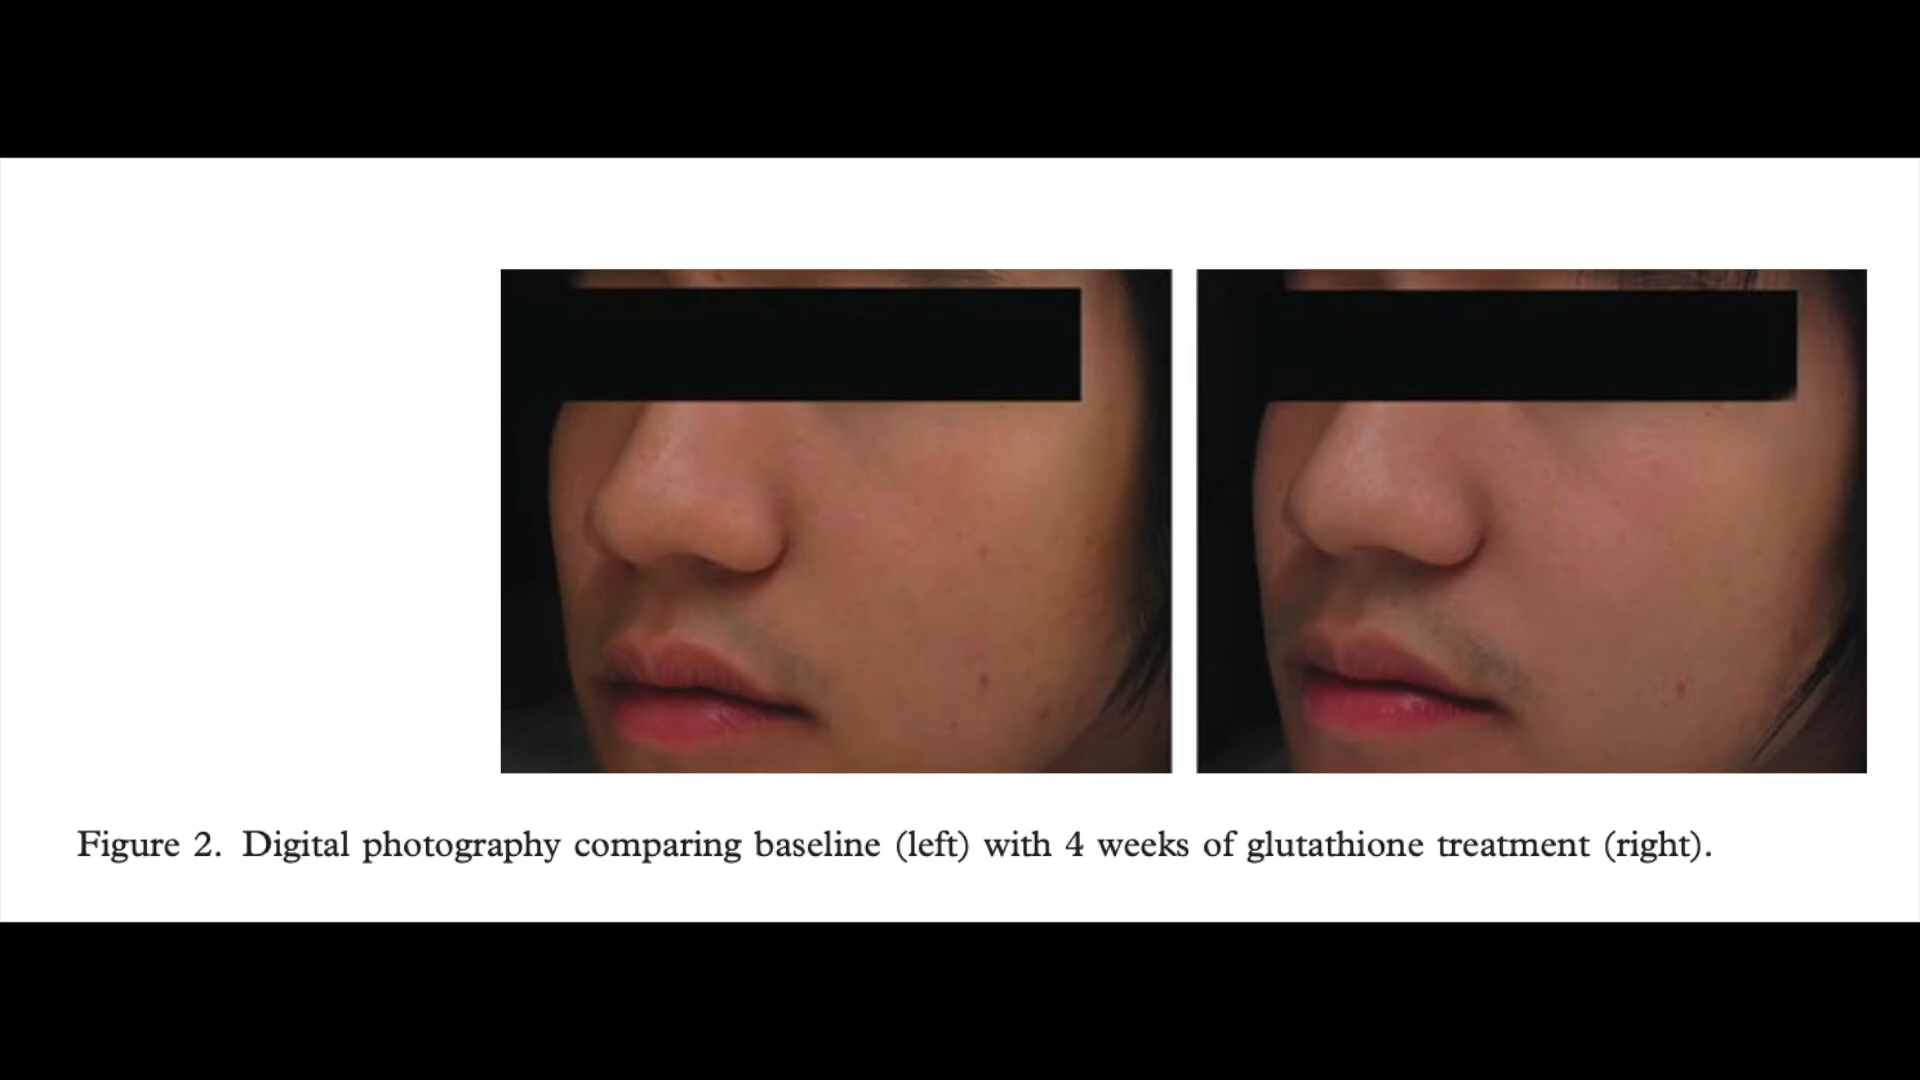 Figure 2. Digital photography comparing baseline (left) with 4 weeks of glutathione treatment (right).